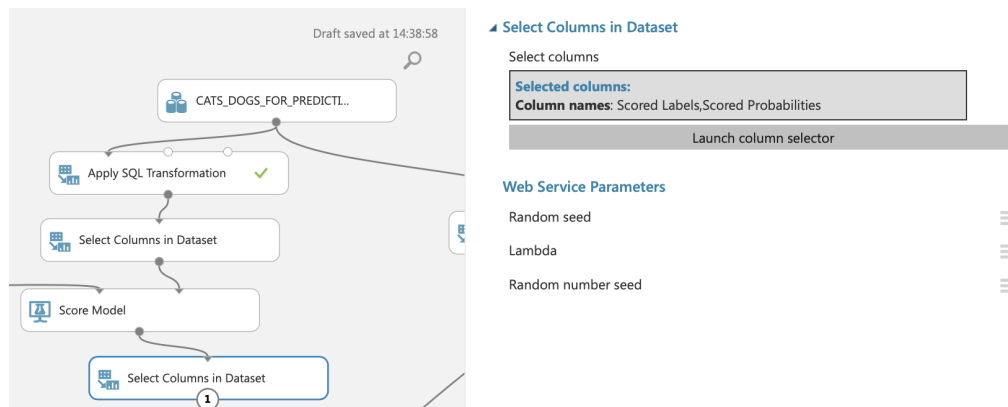 Draft saved at 14:38:58
CATS_DOGS_FOR_PREDICTI...
Apply SQL Transformation
Select Columns in Dataset
Score Model
Select Columns in Dataset
1
Select Columns in Dataset
Select columns
Selected columns:
Column names: Scored Labels,Scored Probabilities
Launch column selector
Web Service Parameters
Random seed
Lambda
Random number seed